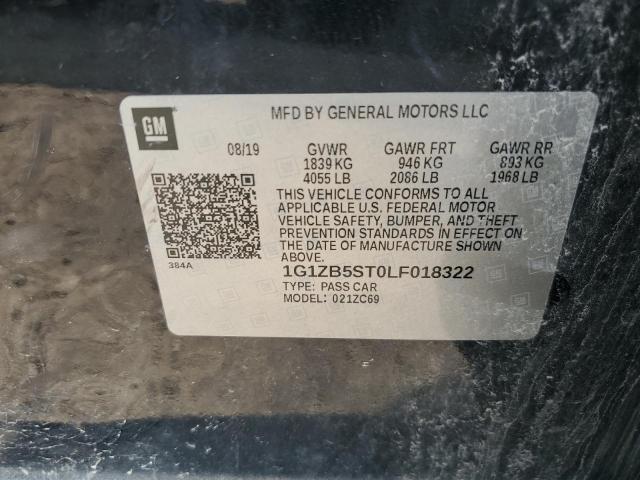 GM
MFD BY GENERAL MOTORS LLC
08/19 GVWR GAWR FRT GAWR RR
1839 KG 946 KG 893 KG
4055 LB 2086 LB 1968 LB
THIS VEHICLE CONFORMS TO ALL
APPLICABLE U.S. FEDERAL MOTOR
VEHICLE SAFETY, BUMPER, AND THEFT
PREVENTION STANDARDS IN EFFECT ON
THE DATE OF MANUFACTURE SHOWN
ABOVE.
384A
1G1ZB5ST0LF018322
TYPE: PASS CAR
MODEL: 021ZC69